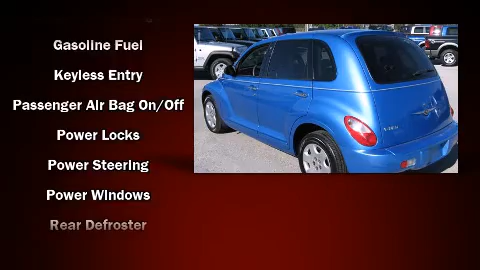 Gasoline Fuel
Keyless Entry
Passenger Air Bag On/Off
Power Locks
Power Steering
Power Windows
Rear Defroster